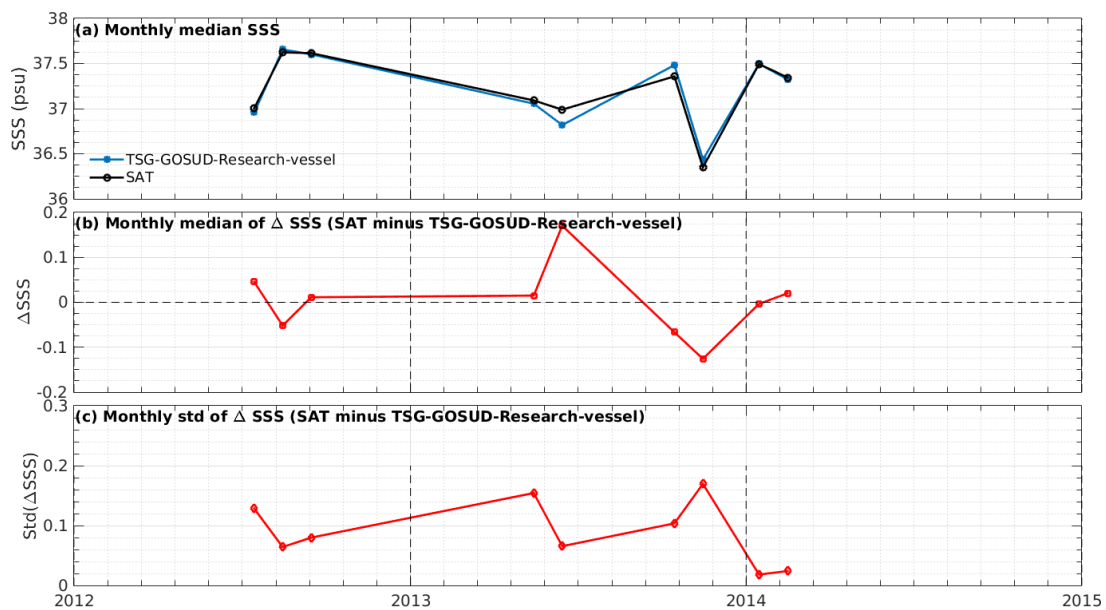 (a) Monthly median SSS
38
37.5
37
36.5
36
SSS (psu)
TSG-GOSUD-Research-vessel
SAT
(b) Monthly median of Δ SSS (SAT minus TSG-GOSUD-Research-vessel)
0.2
0.1
0
-0.1
-0.2
ΔSSS
(c) Monthly std of Δ SSS (SAT minus TSG-GOSUD-Research-vessel)
0.3
0.2
0.1
0
Std(ΔSSS)
2012 2013 2014 2015